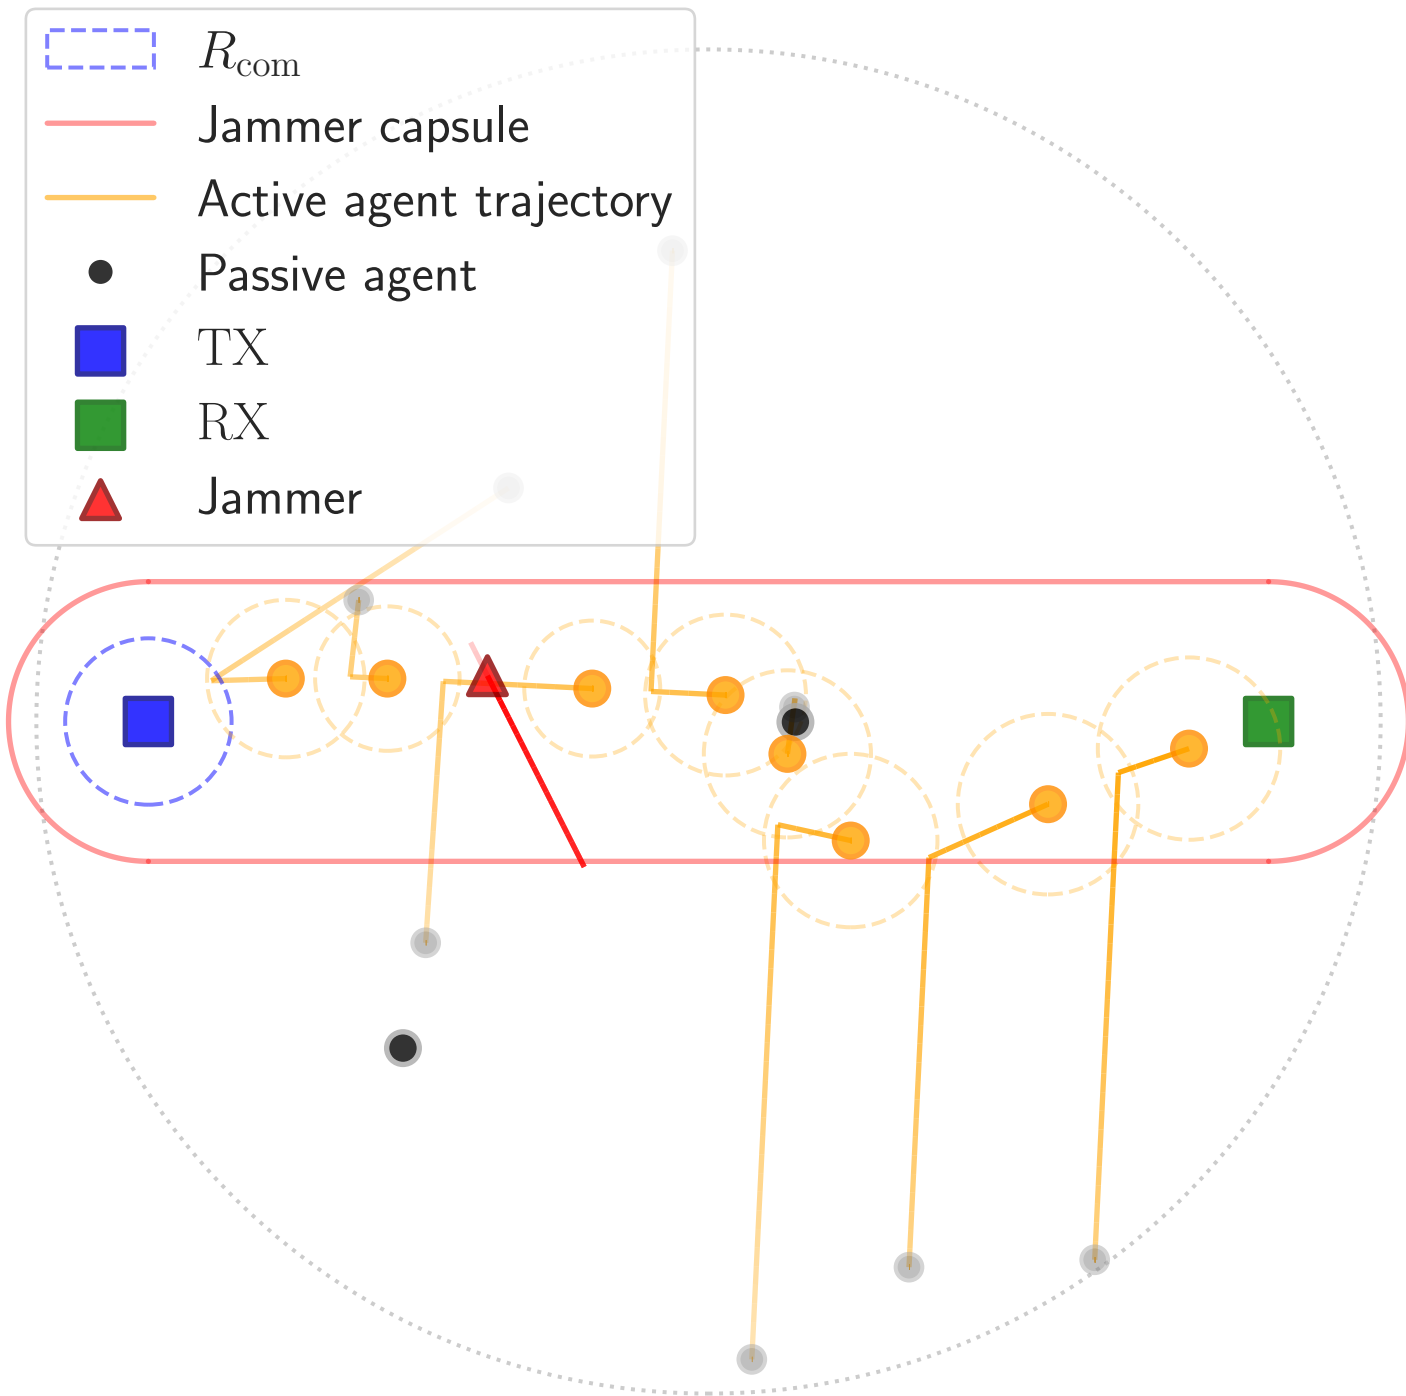 R_com
Jammer capsule
Active agent trajectory
Passive agent
TX
RX
Jammer